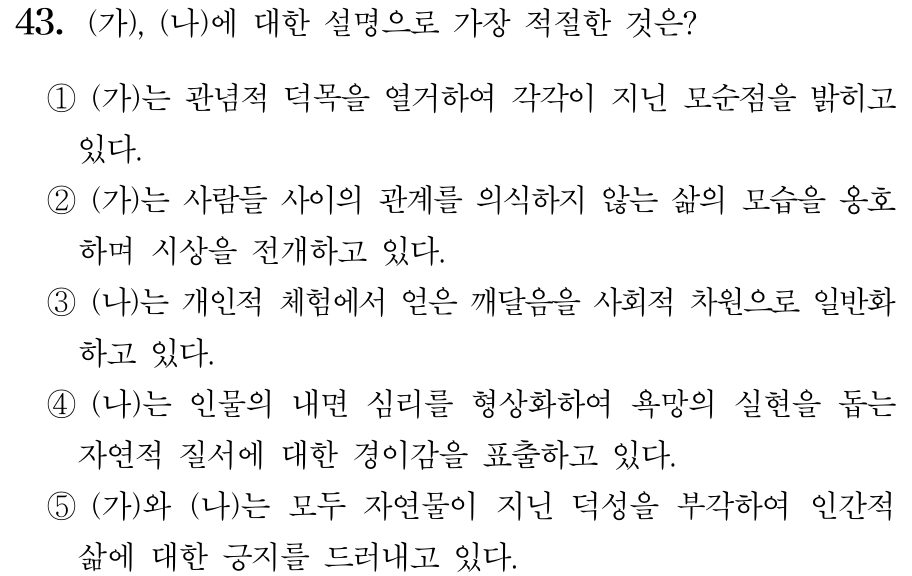 43. (가), (나)에 대한 설명으로 가장 적절한 것은?
① (가)는 관념적 덕목을 열거하여 각각이 지닌 모순점을 밝히고
있다.
② (가)는 사람들 사이의 관계를 의식하지 않는 삶의 모습을 옹호
하며 시상을 전개하고 있다.
③ (나)는 개인적 체험에서 얻은 깨달음을 사회적 차원으로 일반화
하고 있다.
④ (나)는 인물의 내면 심리를 형상화하여 욕망의 실현을 돕는
자연적 질서에 대한 경이감을 표출하고 있다.
⑤ (가)와 (나)는 모두 자연물이 지닌 덕성을 부각하여 인간적
삶에 대한 긍지를 드러내고 있다.